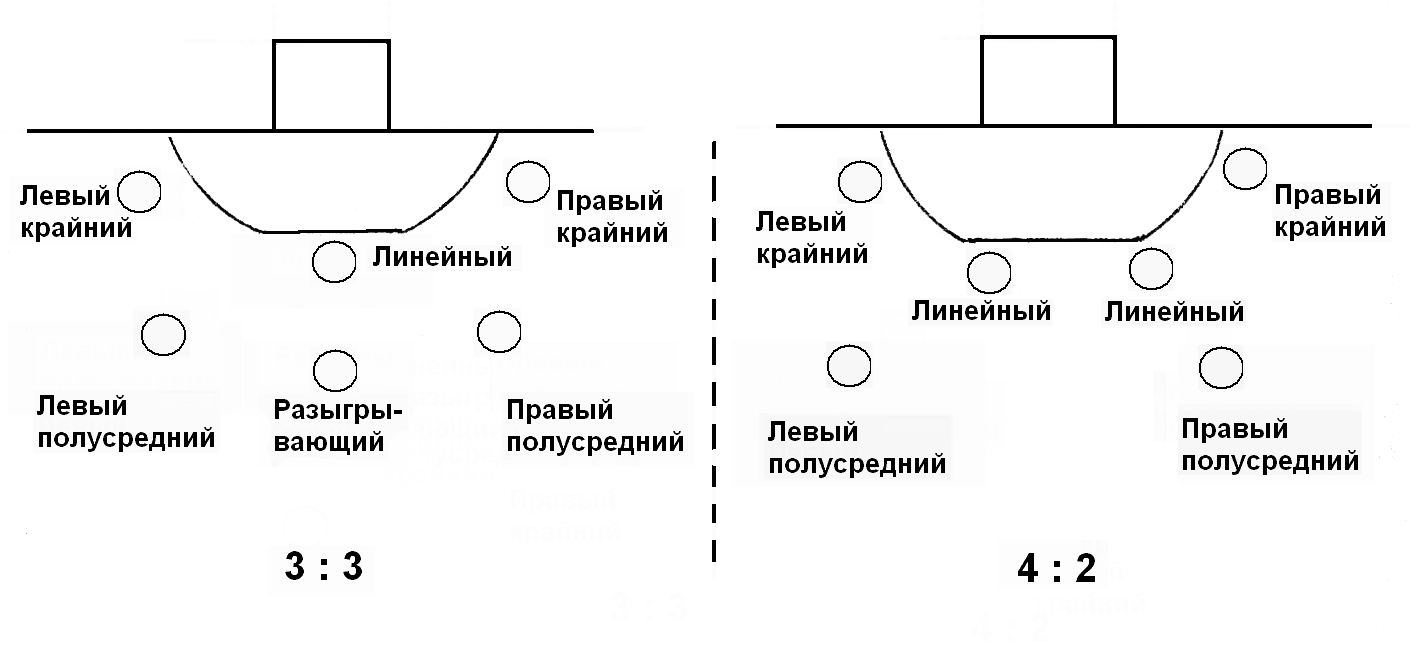 Левый
крайний
Правый
крайний
Линейный
Левый
полусредний
Разыгры-
вающий
Правый
полусредний
3 : 3
Левый
крайний
Правый
крайний
Линейный
Линейный
Левый
полусредний
Правый
полусредний
4 : 2